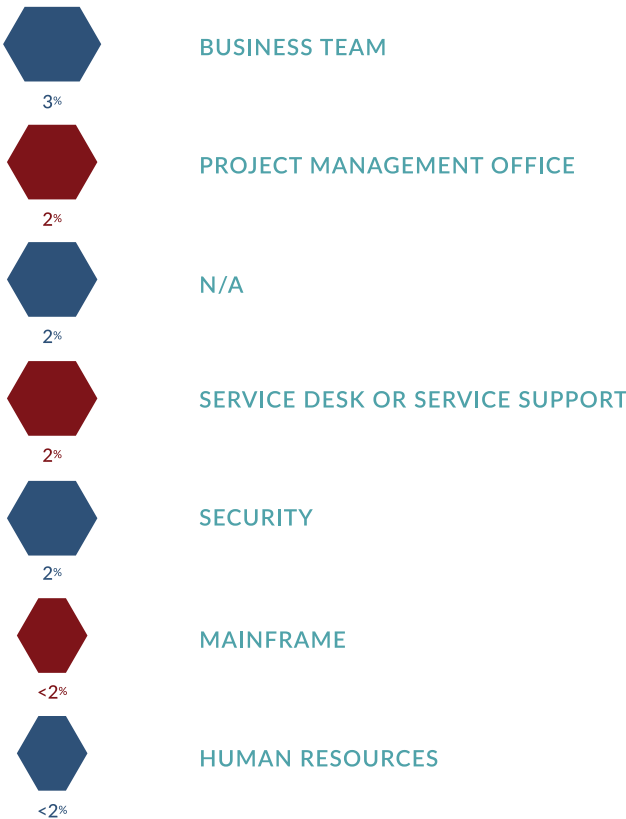 BUSINESS TEAM
3%
PROJECT MANAGEMENT OFFICE
2%
N/A
2%
SERVICE DESK OR SERVICE SUPPORT
2%
SECURITY
2%
MAINFRAME
<2%
HUMAN RESOURCES
<2%